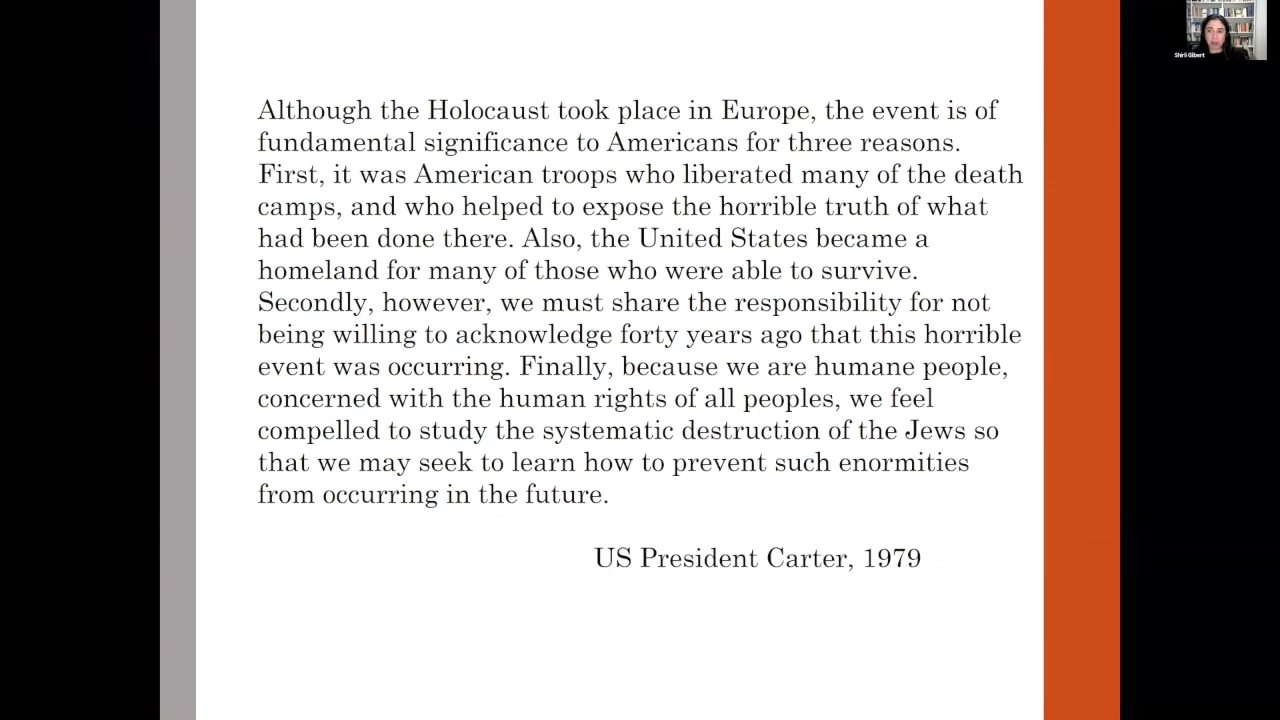 Although the Holocaust took place in Europe, the event is of
fundamental significance to Americans for three reasons.
First, it was American troops who liberated many of the death
camps, and who helped to expose the horrible truth of what
had been done there. Also, the United States became a
homeland for many of those who were able to survive.
Secondly, however, we must share the responsibility for not
being willing to acknowledge forty years ago that this horrible
event was occurring. Finally, because we are humane people,
concerned with the human rights of all peoples, we feel
compelled to study the systematic destruction of the Jews so
that we may seek to learn how to prevent such enormities
from occurring in the future.
US President Carter, 1979
Shirli Gilbert